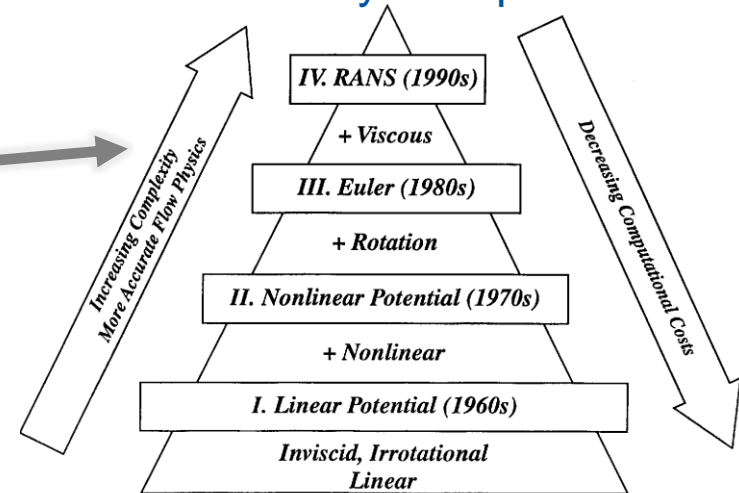 IV. RANS (1990s)
+ Viscous
III. Euler (1980s)
+ Rotation
II. Nonlinear Potential (1970s)
+ Nonlinear
I. Linear Potential (1960s)
Inviscid, Irrotational
Linear
Increasing Complexity
More Accurate Flow Physics
Decreasing Computational Costs